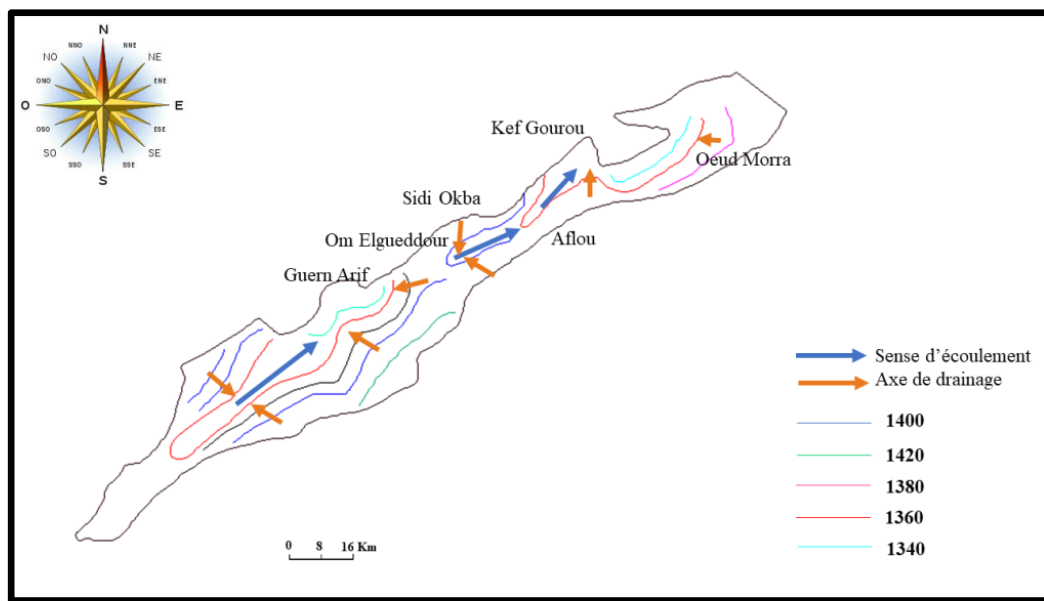 N
NNO
NNE
NO
NE
ONO
ENE
O
E
OSO
ESE
SO
SE
SSO
SSE
S
Kef Gourou
Oeud Morra
Sidi Okba
Om Elgueddour
Aflou
Guern Arif
Sense d'écoulement
Axe de drainage
1400
1420
1380
1360
1340
0 8 16 Km